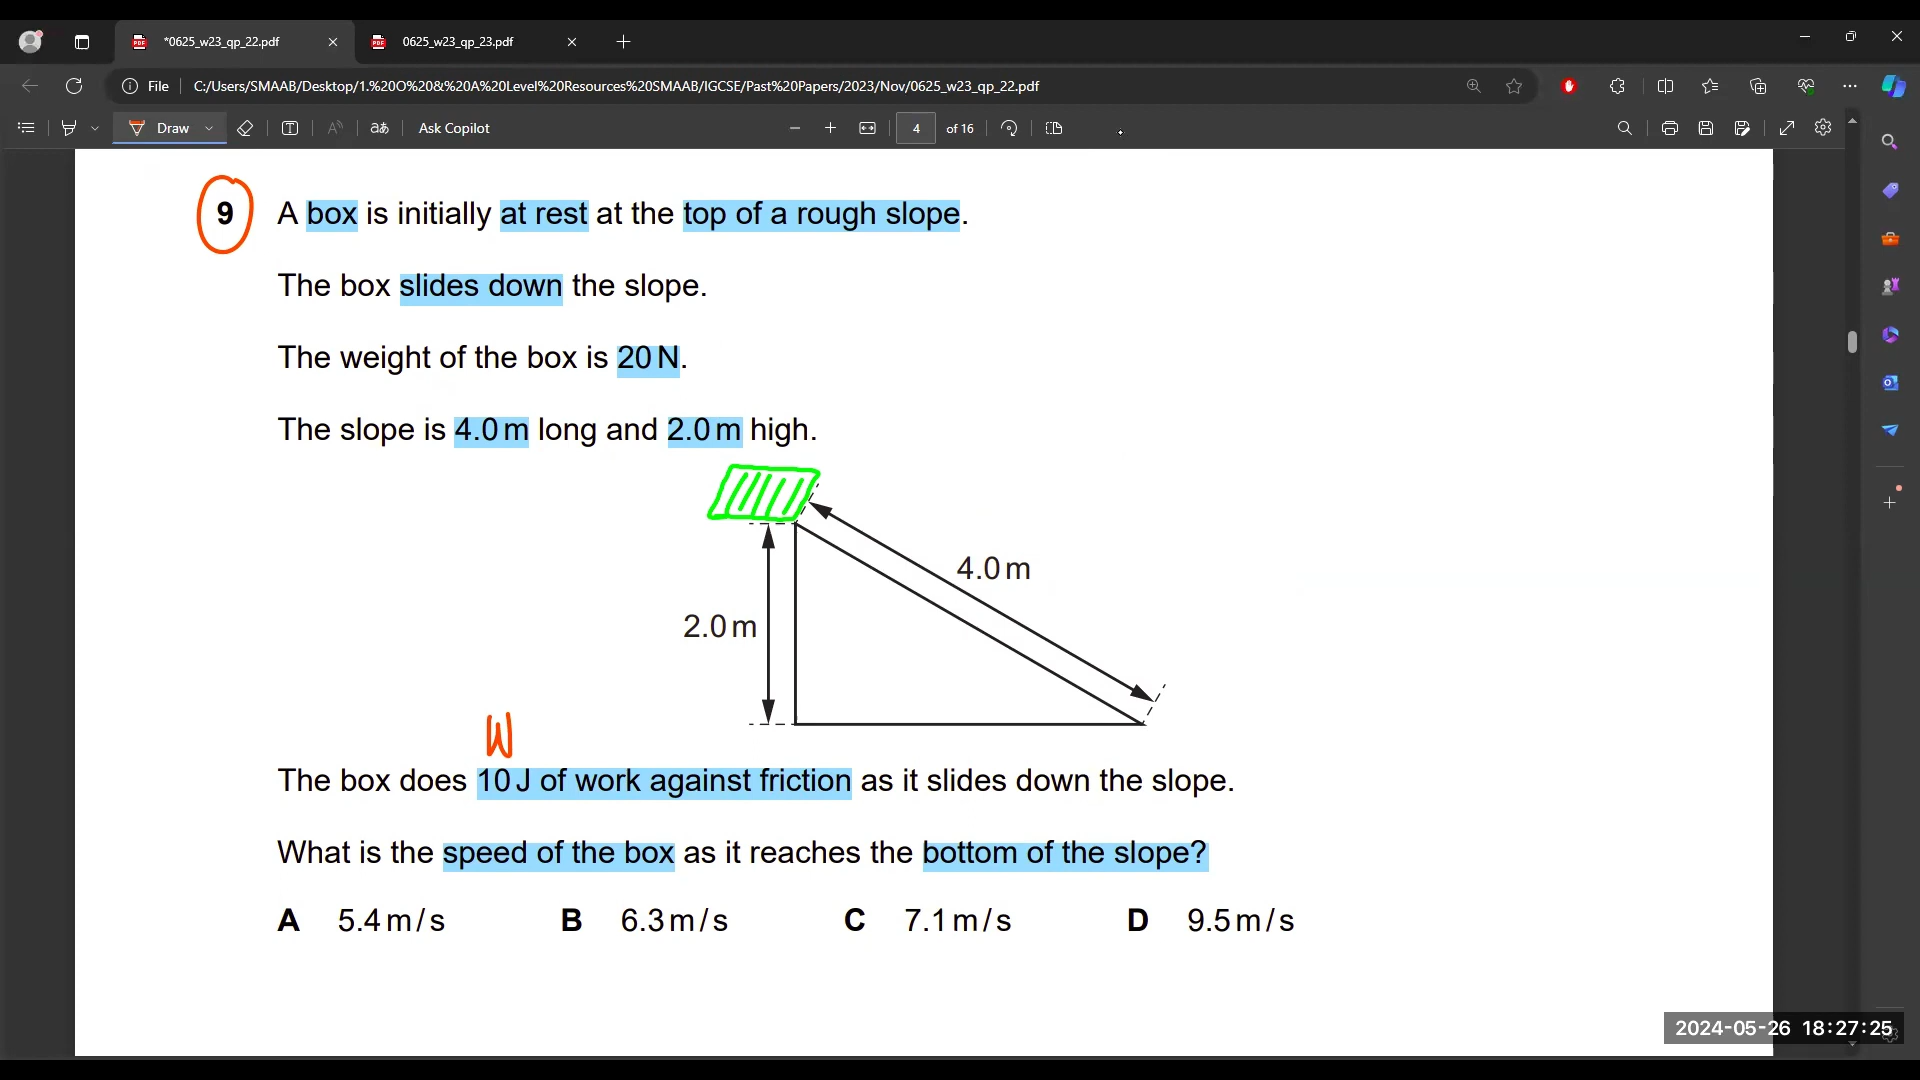 *0625_w23_qp_22.pdf
0625_w23_qp_23.pdf
File
C:/Users/SMAAB/Desktop/1.%20O%20&%20A%20Level%20Resources%20SMAAB/IGCSE/Past%20Papers/2023/Nov/0625_w23_qp_22.pdf
Draw
aあ
Ask Copilot
4 of 16
9 A box is initially at rest at the top of a rough slope.
The box slides down the slope.
The weight of the box is 20 N.
The slope is 4.0 m long and 2.0 m high.
4.0 m
2.0 m
W
The box does 10 J of work against friction as it slides down the slope.
What is the speed of the box as it reaches the bottom of the slope?
A 5.4 m / s B 6.3 m / s C 7.1 m / s D 9.5 m / s
2024-05-26 18:27:25